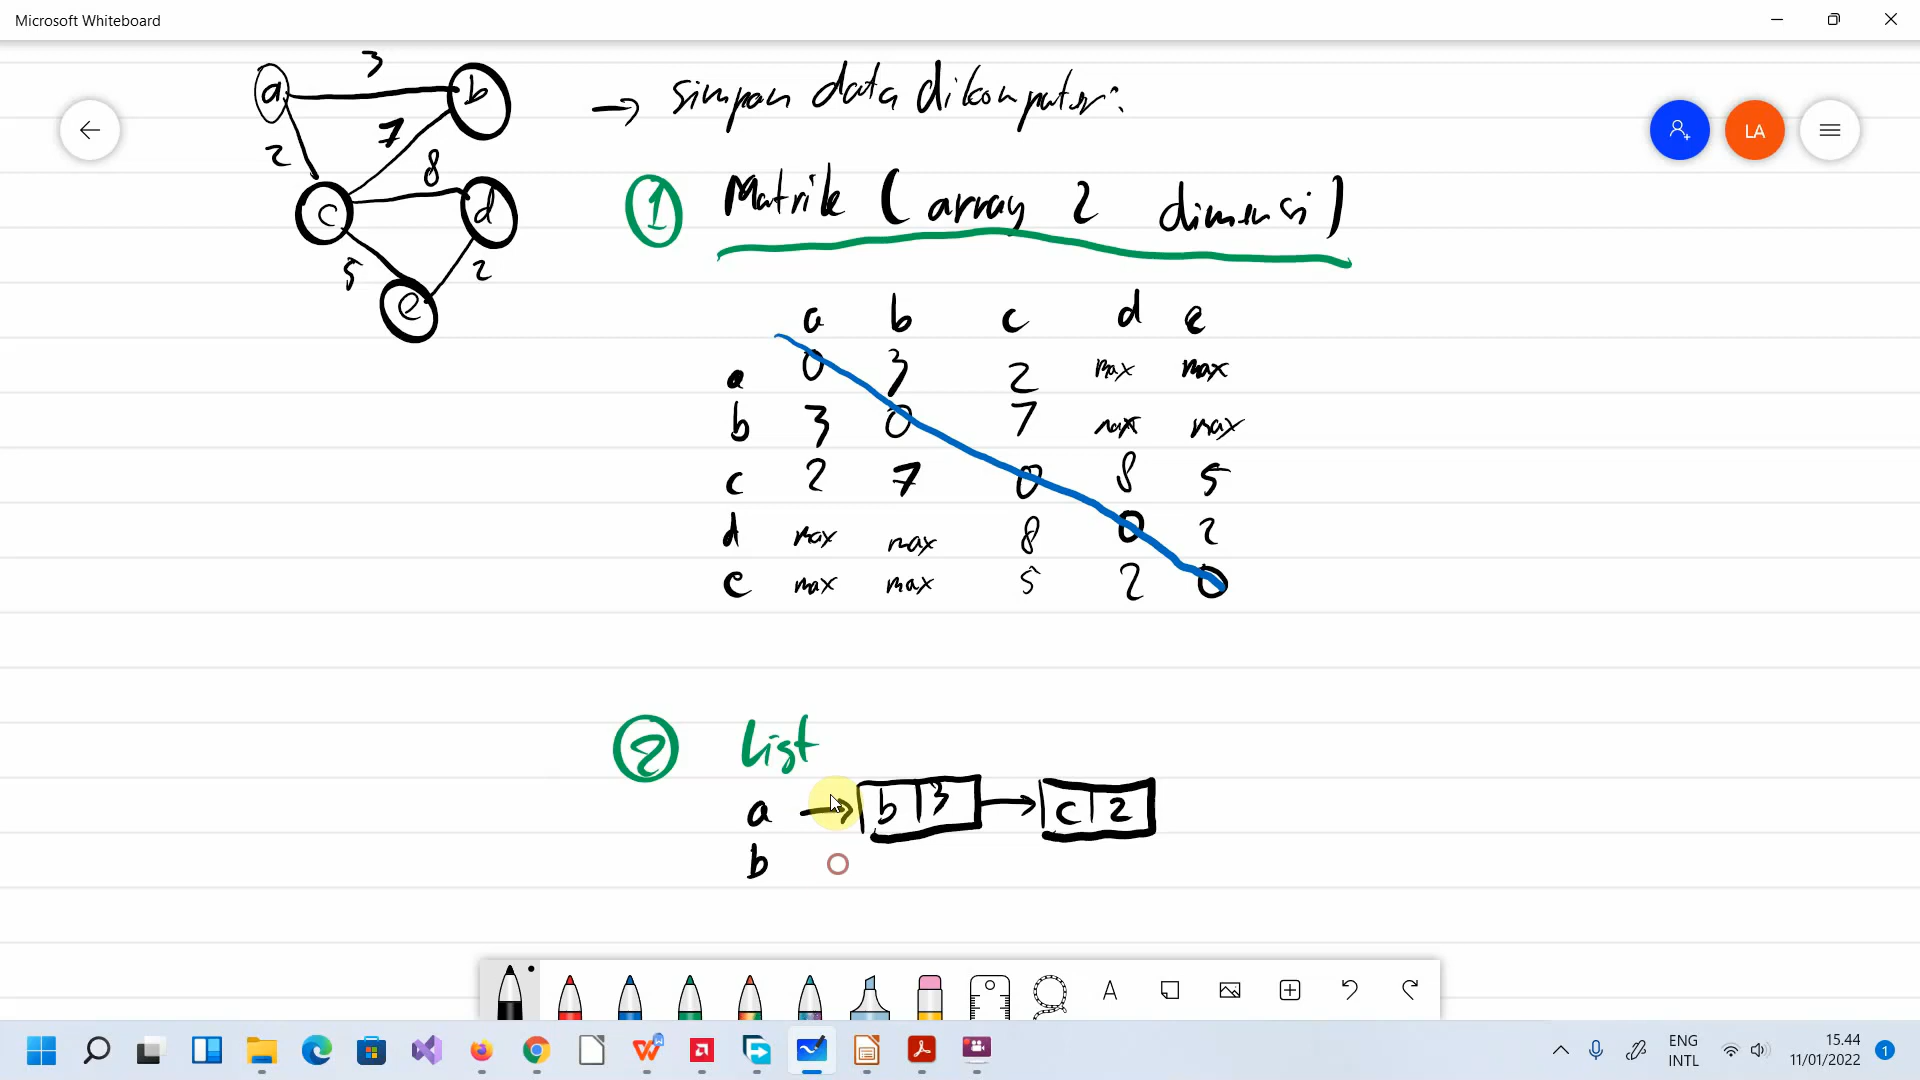 Microsoft Whiteboard
a 3 b
→ simpan data dikomputer:
2 7 8
LA
c d
1 Matrik (array 2 dimensi)
5 2
e
a b c d e
a 0 3 2 max max
b 3 0 7 max max
c 2 7 0 8 5
d max max 8 0 2
e max max 5 2 0
2 List
a → b | 3 → c | 2
b
A
ENG
INTL
15.44
11/01/2022
1